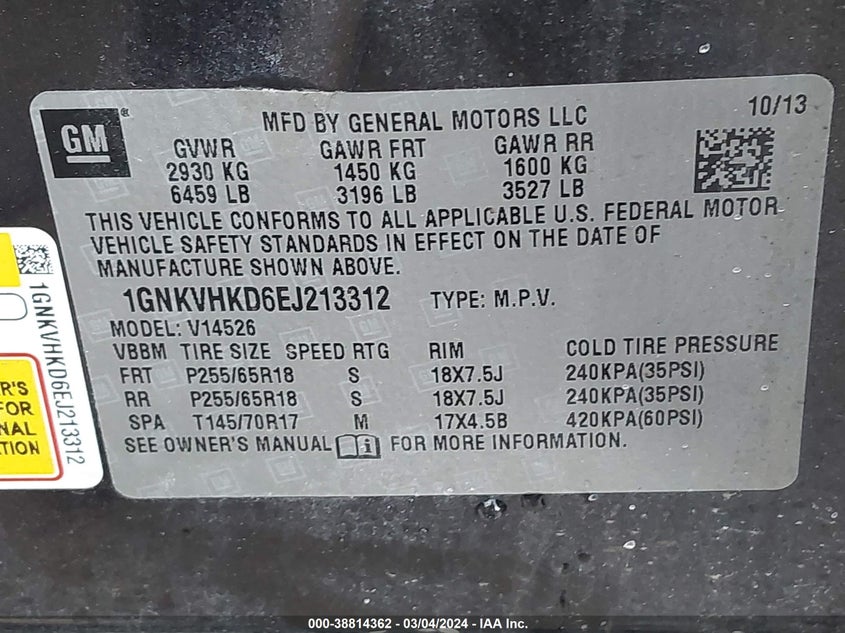 GM
MFD BY GENERAL MOTORS LLC
10/13
GVWR GAWR FRT GAWR RR
2930 KG 1450 KG 1600 KG
6459 LB 3196 LB 3527 LB
THIS VEHICLE CONFORMS TO ALL APPLICABLE U.S. FEDERAL MOTOR
VEHICLE SAFETY STANDARDS IN EFFECT ON THE DATE OF
MANUFACTURE SHOWN ABOVE.
1GNKVHKD6EJ213312 TYPE: M.P.V.
MODEL: V14526
VBBM TIRE SIZE SPEED RTG RIM COLD TIRE PRESSURE
FRT P255/65R18 S 18X7.5J 240KPA(35PSI)
RR P255/65R18 S 18X7.5J 240KPA(35PSI)
SPA T145/70R17 M 17X4.5B 420KPA(60PSI)
SEE OWNER'S MANUAL FOR MORE INFORMATION.
1GNKVHKD6EJ213312
ER'S
FOR
NAL
TION
000-38814362 - 03/04/2024 - IAA Inc.